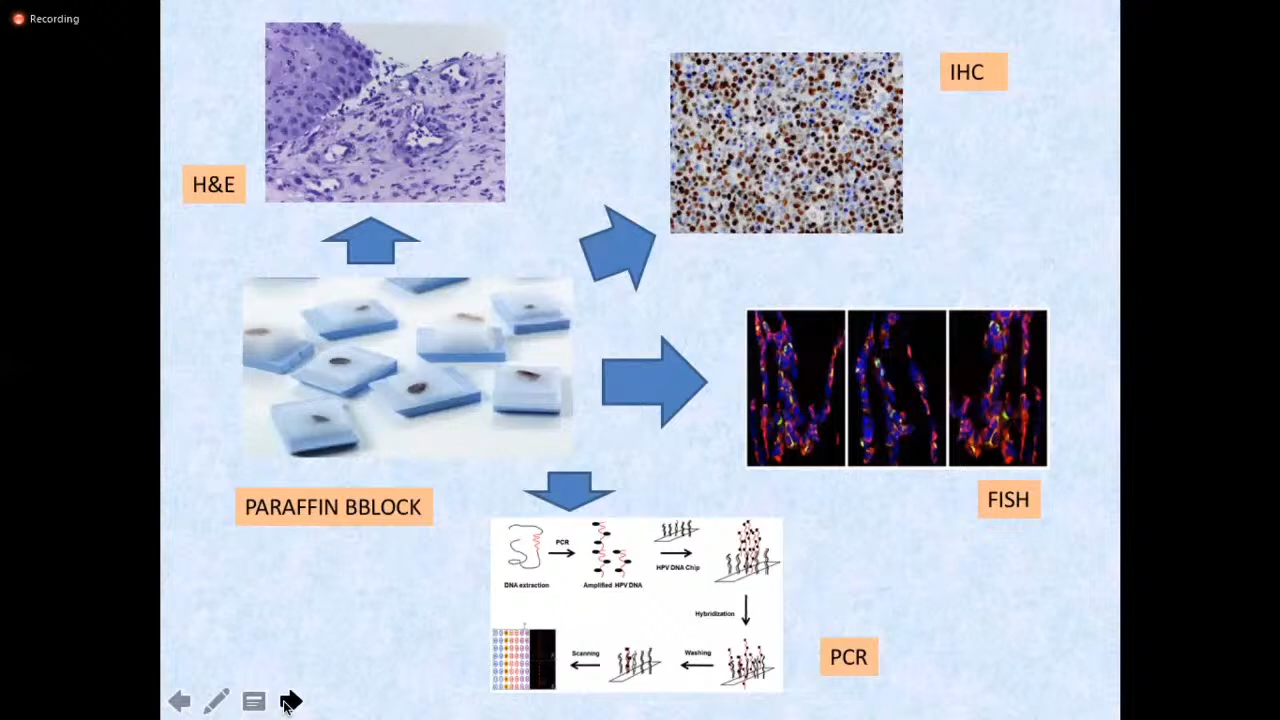 Recording
IHC
H&E
PARAFFIN BBLOCK
FISH
PCR
DNA extraction
Amplified HPV DNA
HPV DNA Chip
Hybridization
Washing
Scanning
PCR